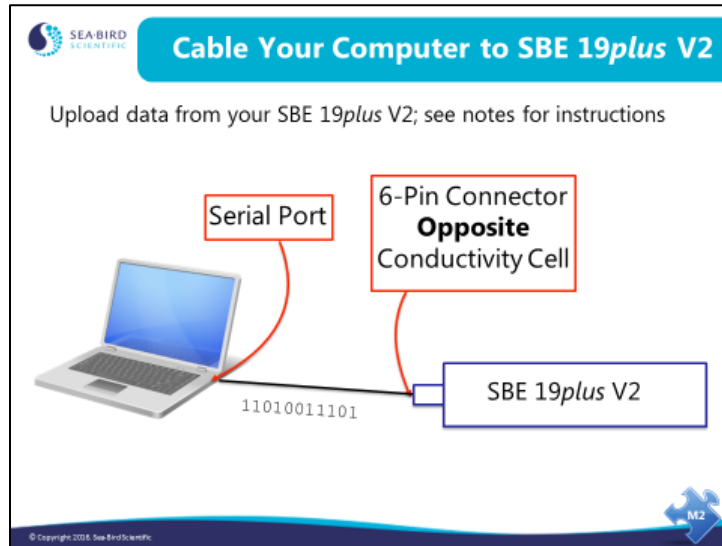 SEA·BIRD
SCIENTIFIC
Cable Your Computer to SBE 19plus V2
Upload data from your SBE 19plus V2; see notes for instructions
Serial Port
6-Pin Connector
Opposite
Conductivity Cell
11010011101
SBE 19plus V2
M2
© Copyright 2016. Sea-Bird Scientific